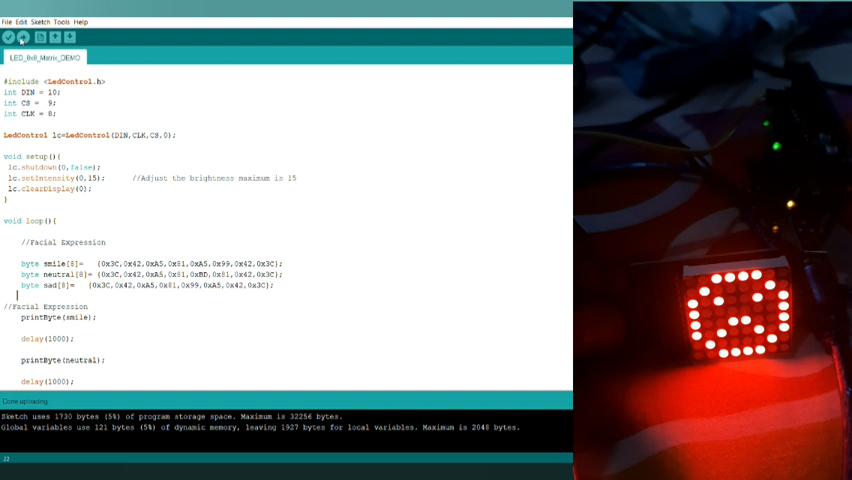 File Edit Sketch Tools Help
LED_8x8_Matrix_DEMO
#include <LedControl.h>
int DIN = 10;
int CS =  9;
int CLK = 8;
LedControl lc=LedControl(DIN,CLK,CS,0);
void setup(){
lc.shutdown(0,false);
lc.setIntensity(0,15);      //Adjust the brightness maximum is 15
lc.clearDisplay(0);
}
void loop(){
//Facial Expression
byte smile[8]=   {0x3C,0x42,0xA5,0x81,0xA5,0x99,0x42,0x3C};
byte neutral[8]= {0x3C,0x42,0xA5,0x81,0xBD,0x81,0x42,0x3C};
byte sad[8]=   {0x3C,0x42,0xA5,0x81,0x99,0xA5,0x42,0x3C};
//Facial Expression
printByte(smile);
delay(1000);
printByte(neutral);
delay(1000);
Done uploading.
Sketch uses 1730 bytes (5%) of program storage space. Maximum is 32256 bytes.
Global variables use 121 bytes (5%) of dynamic memory, leaving 1927 bytes for local variables. Maximum is 2048 bytes.
22